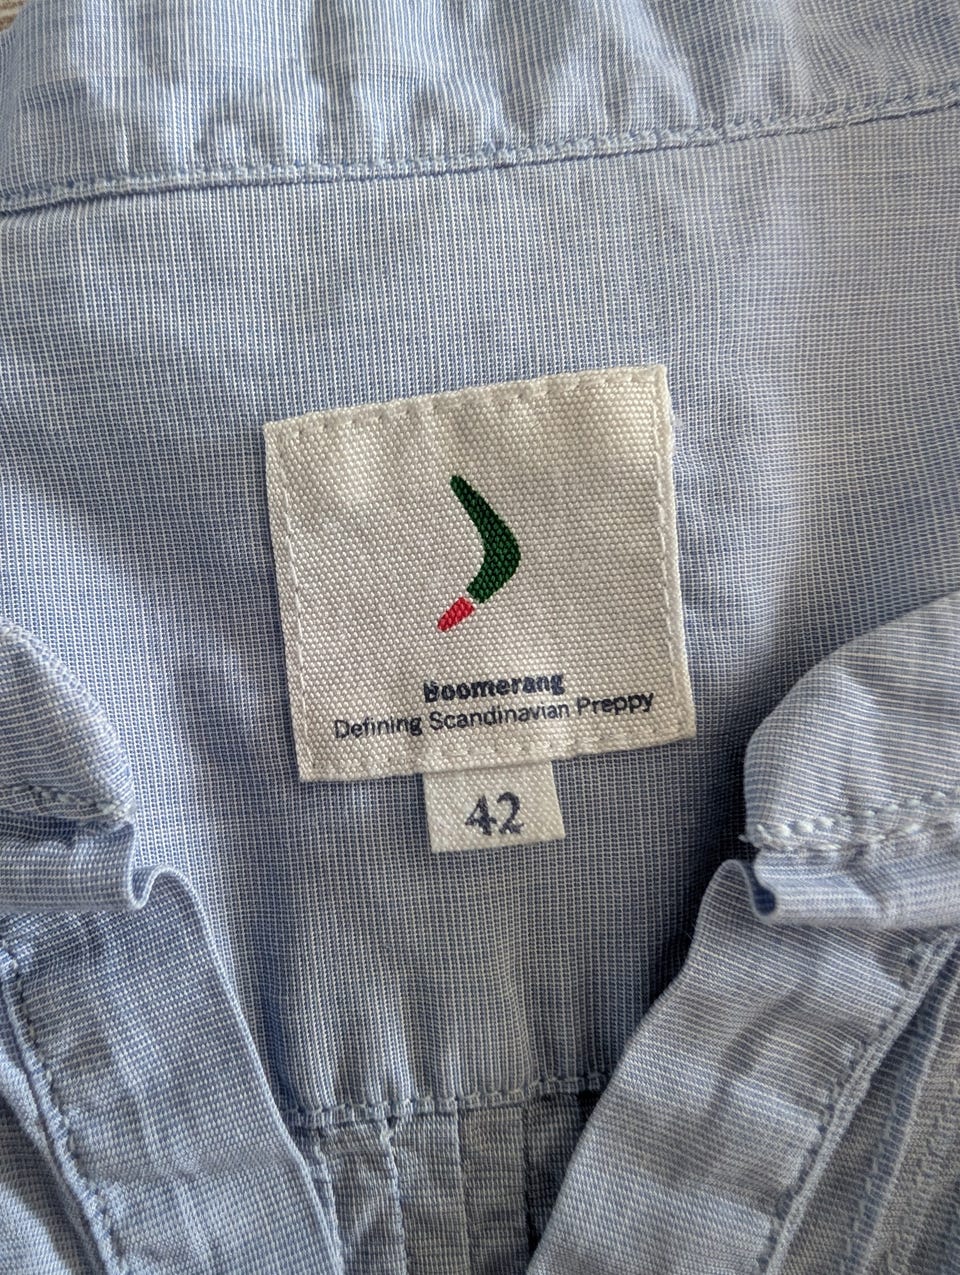 Boomerang
Defining Scandinavian Preppy
42